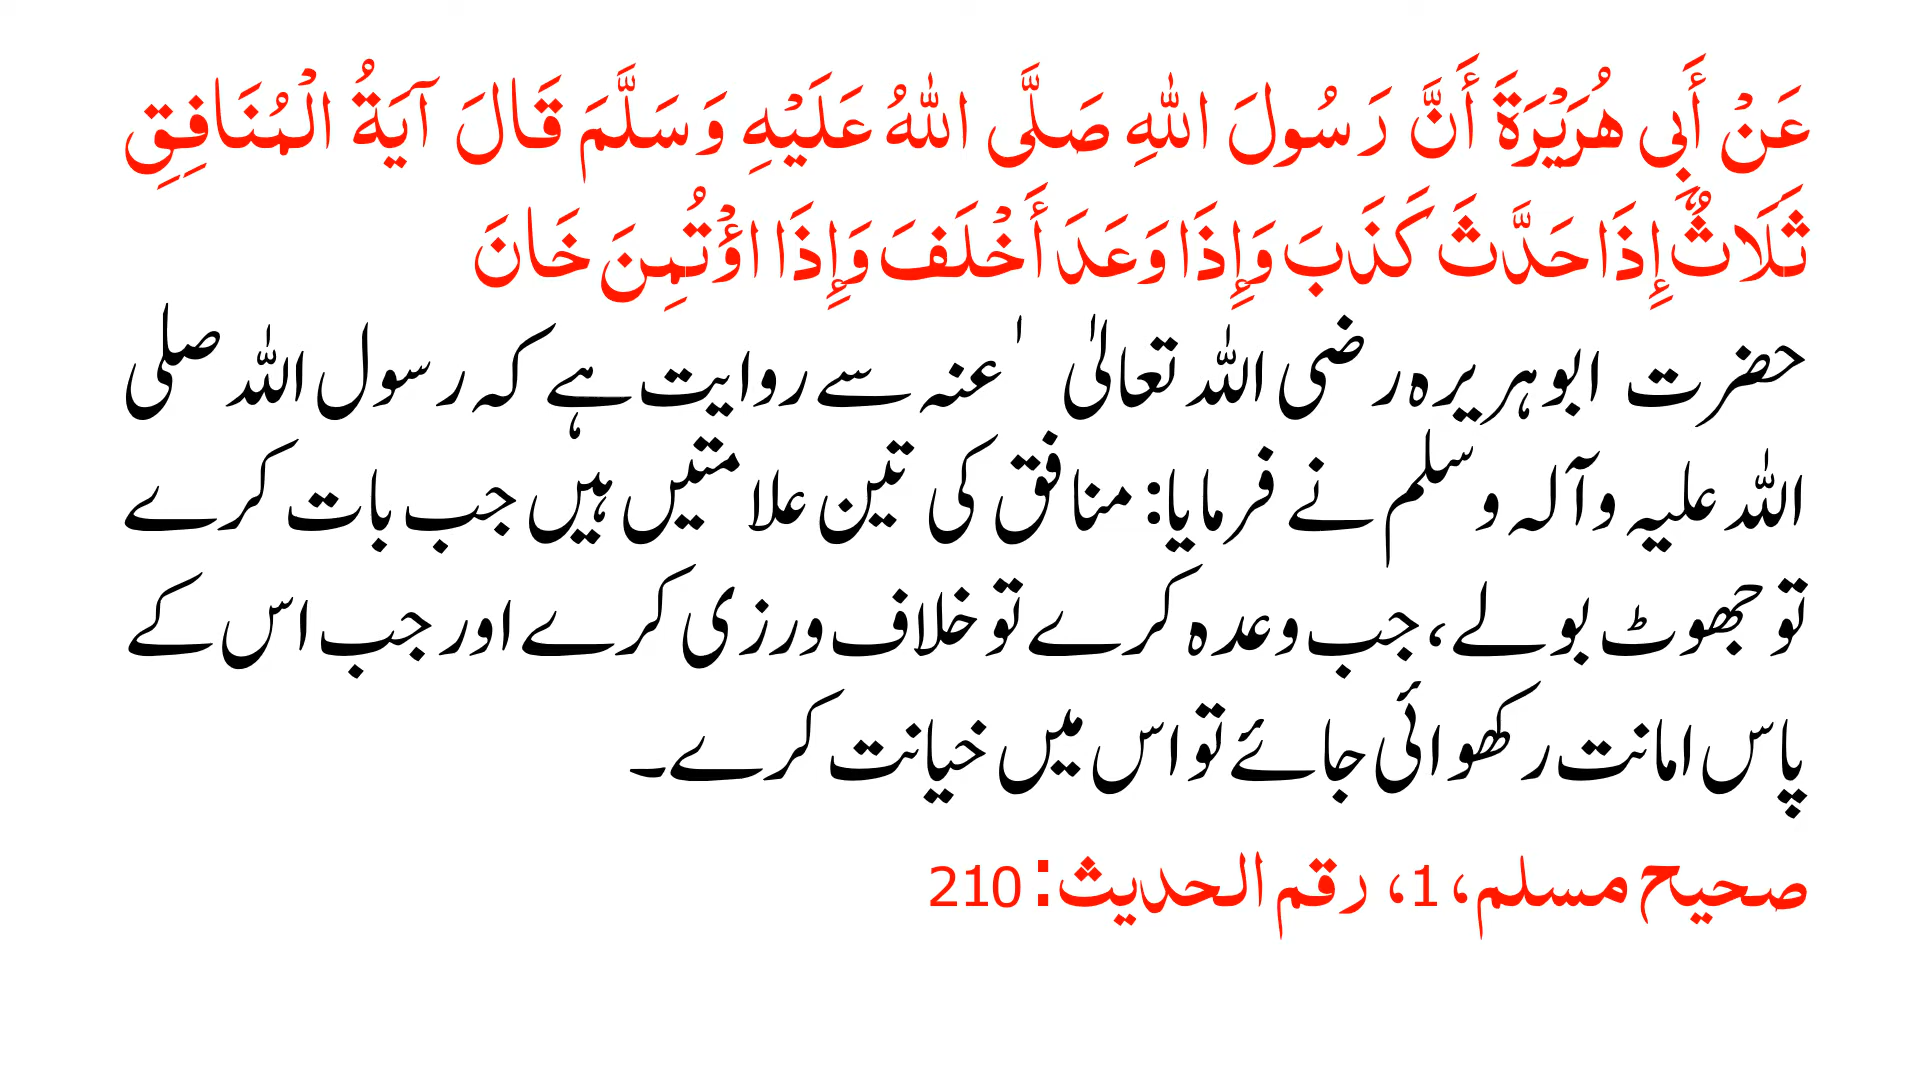 عَنْ أَبِي هُرَيْرَةَ أَنَّ رَسُولَ اللهِ صَلَّى اللهُ عَلَيْهِ وَسَلَّمَ قَالَ آيَةُ الْمُنَافِقِ
ثَلَاثٌ إِذَا حَدَّثَ كَذَبَ وَإِذَا وَعَدَ أَخْلَفَ وَإِذَا اؤْتُمِنَ خَانَ
حضرت ابوہریرہ رضی اللہ تعالیٰ عنہ سے روایت ہے کہ رسول اللہ صلی
اللہ علیہ وآلہ وسلم نے فرمایا: منافق کی تین علامتیں ہیں جب بات کرے
تو جھوٹ بولے، جب وعدہ کرے تو خلاف ورزی کرے اور جب اس کے
پاس امانت رکھوائی جائے تو اس میں خیانت کرے۔
صحیح مسلم، 1، رقم الحدیث: 210